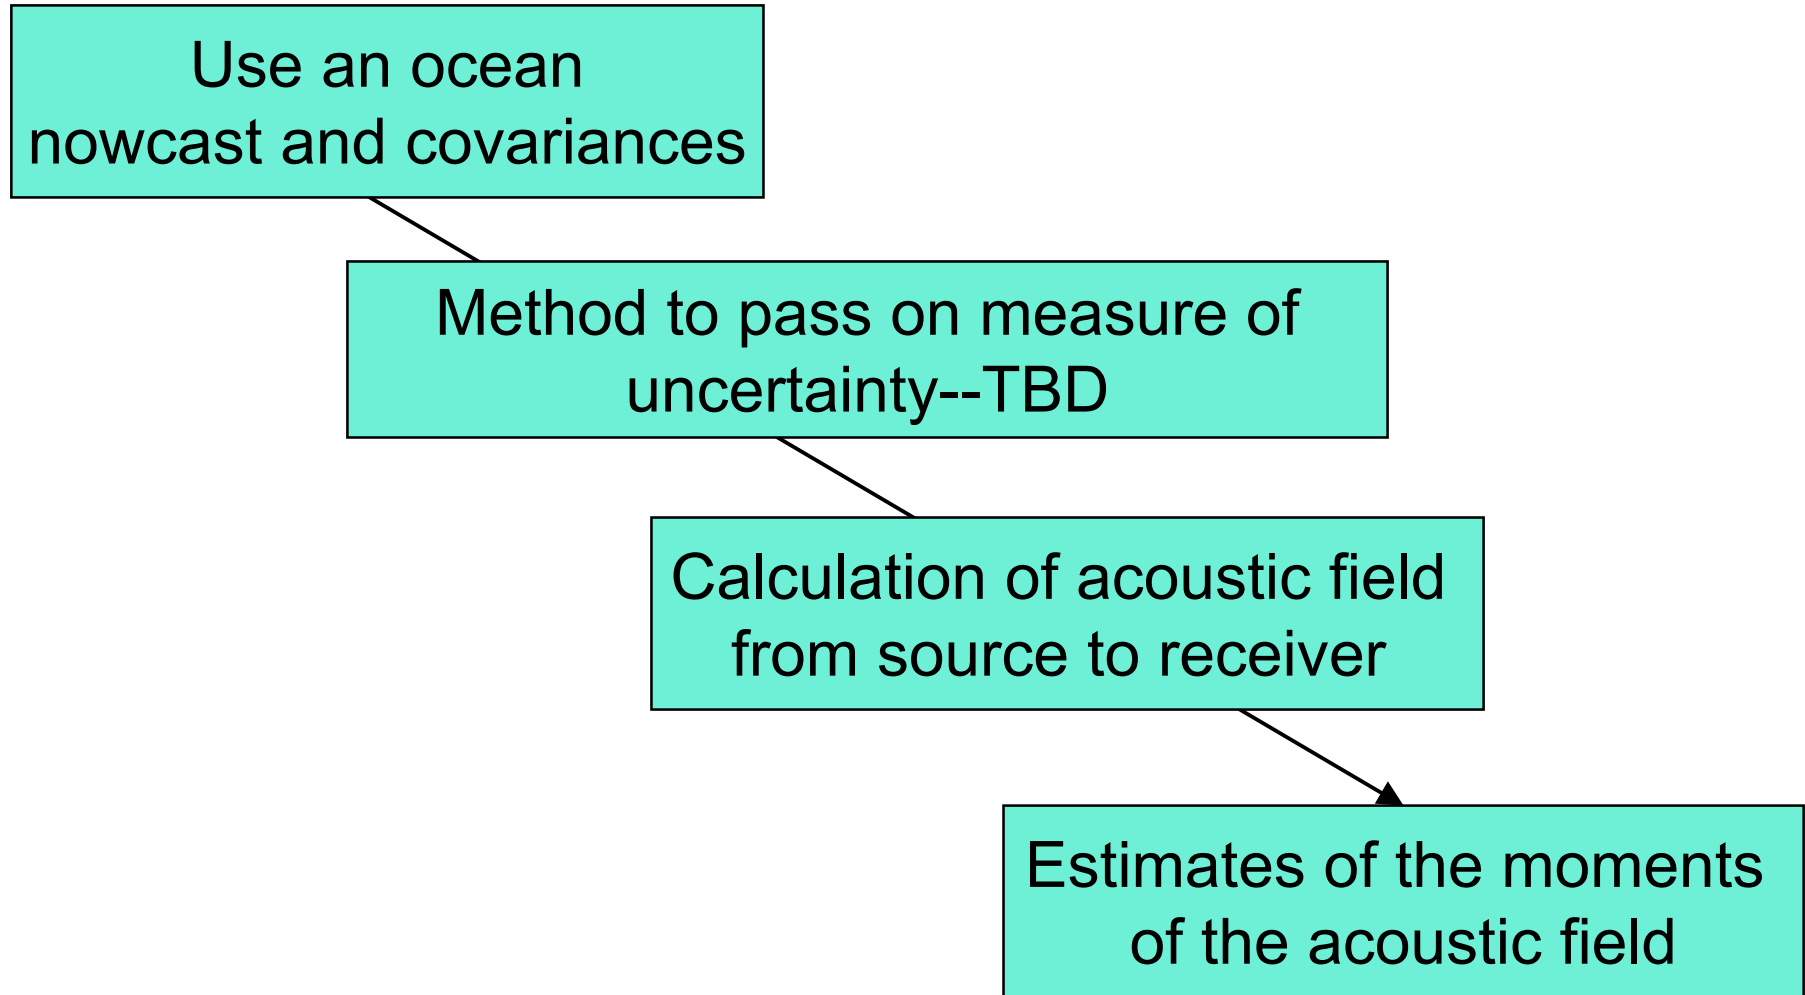 Use an ocean
nowcast and covariances
Method to pass on measure of
uncertainty--TBD
Calculation of acoustic field
from source to receiver
Estimates of the moments
of the acoustic field